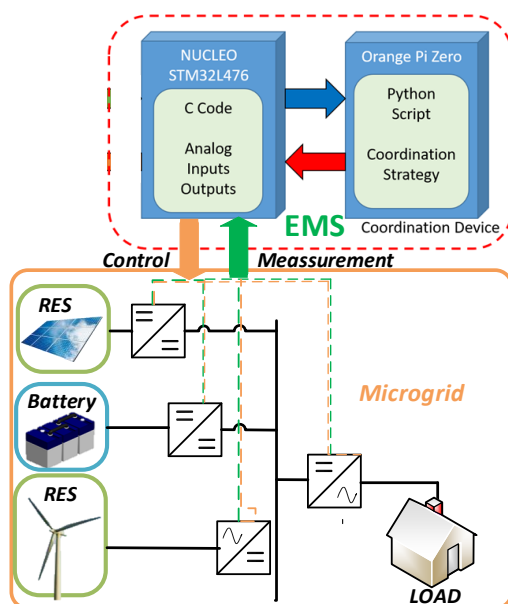 NUCLEO
STM32L476
C Code
Analog
Inputs
Outputs
Orange Pi Zero
Python
Script
Coordination
Strategy
EMS
Coordination Device
Control
Meassurement
RES
Battery
RES
Microgrid
LOAD